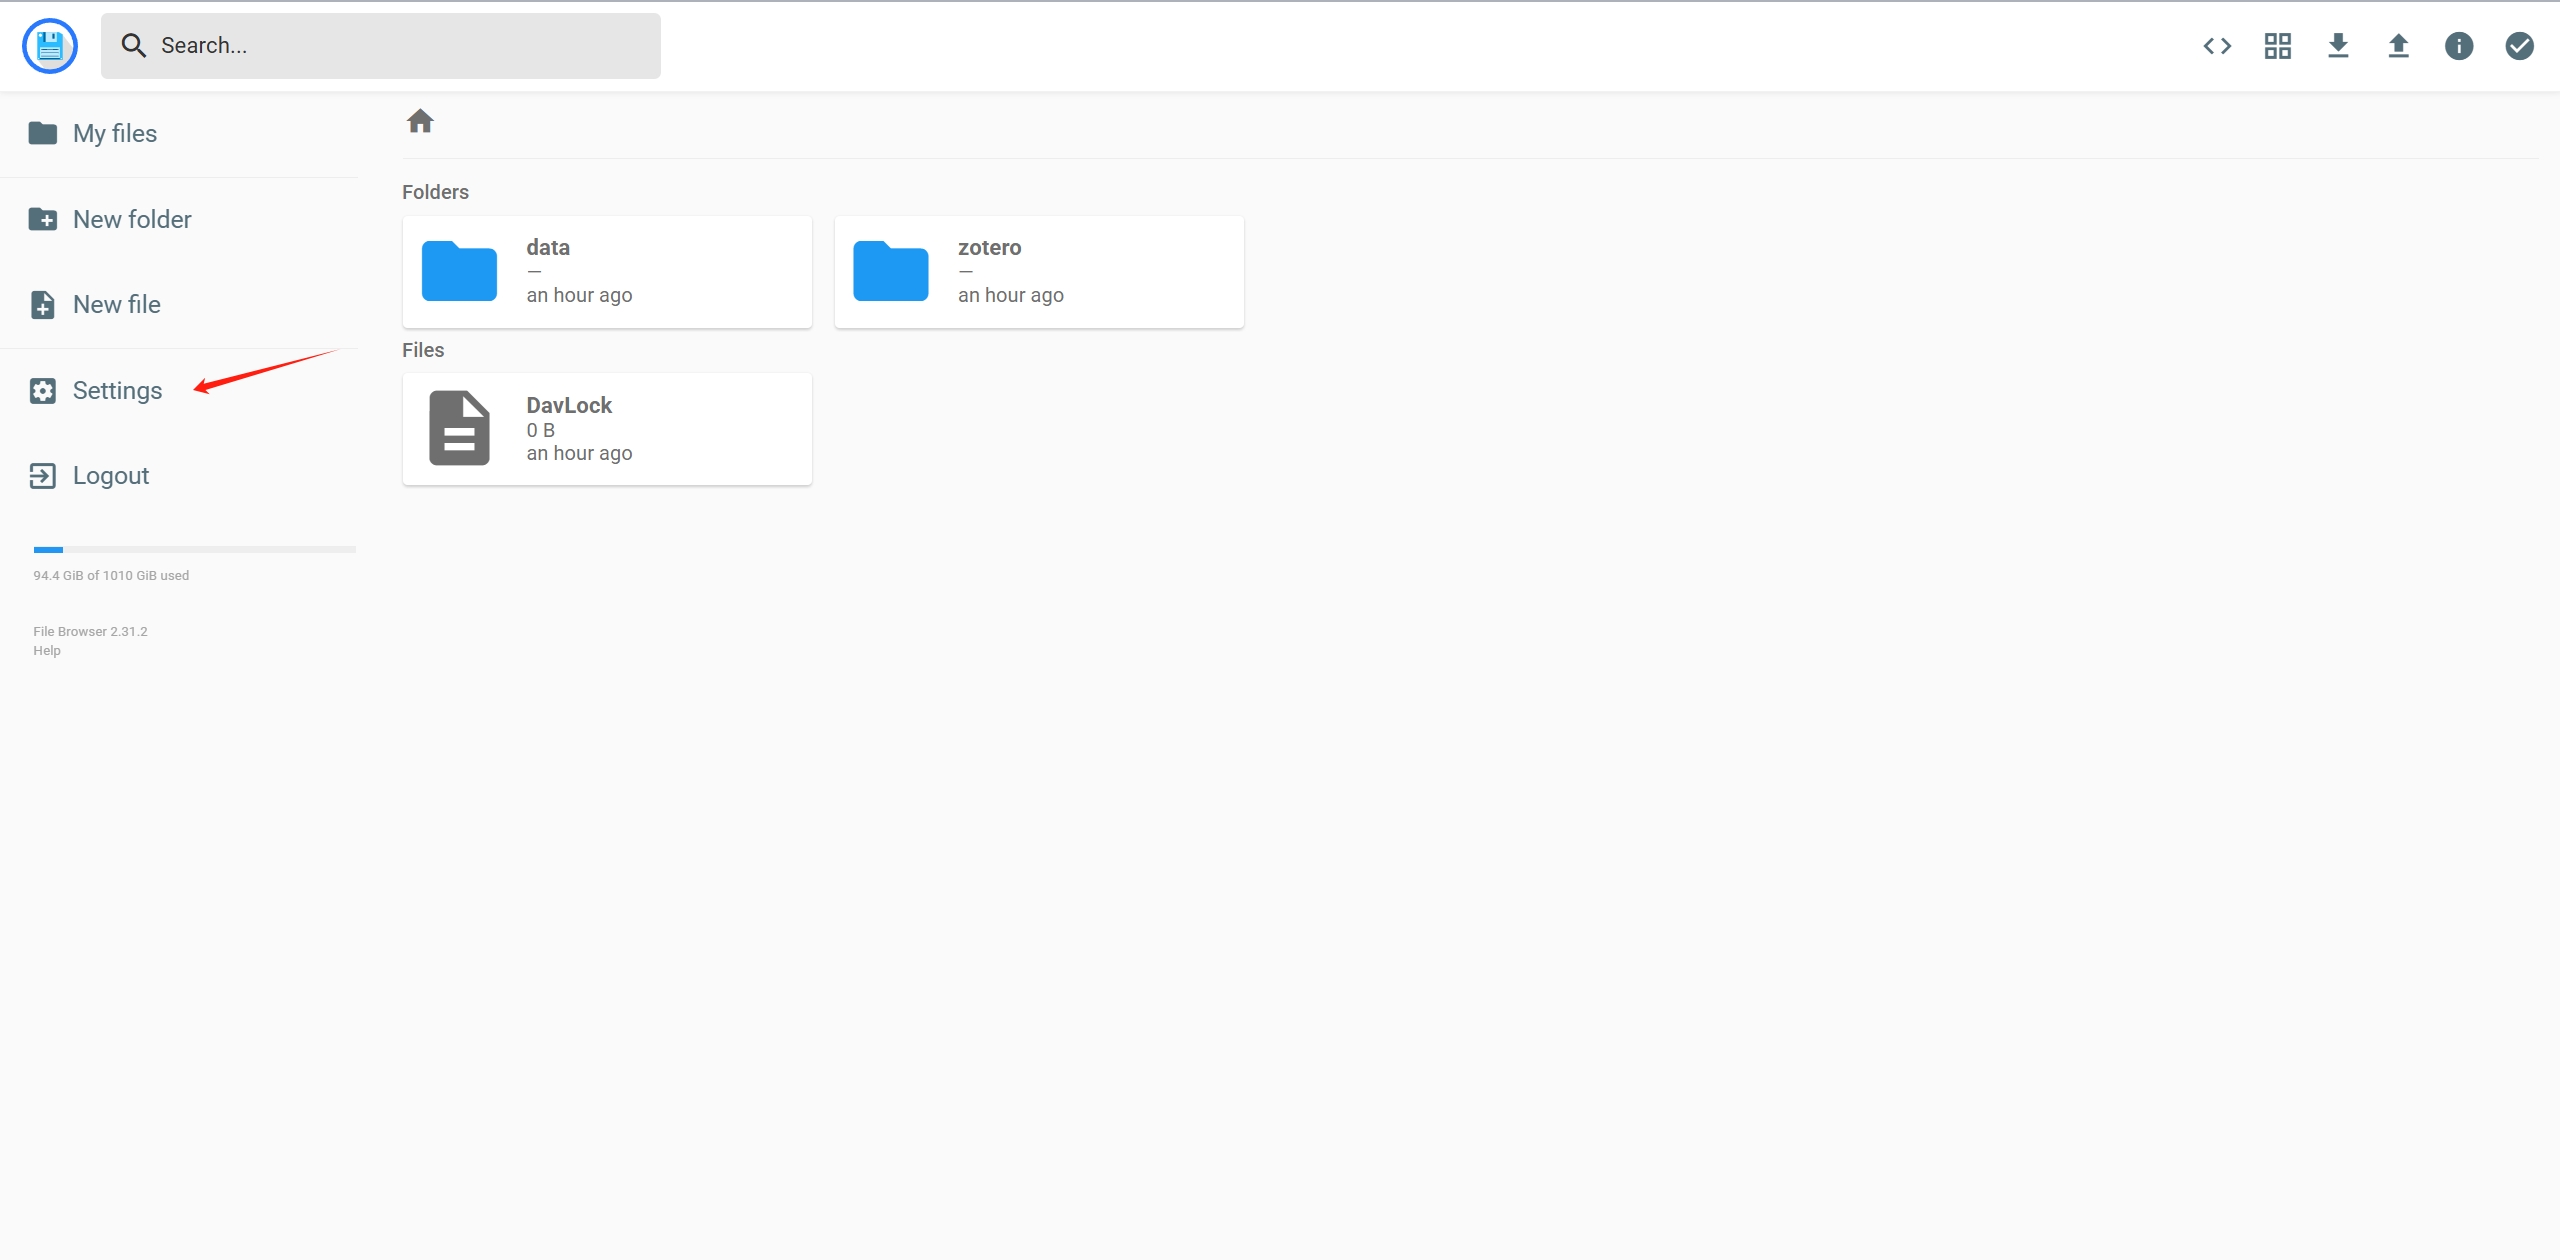 Search...
My files
New folder
New file
Settings
Logout
94.4 GiB of 1010 GiB used
File Browser 2.31.2
Help
Folders
data
—
an hour ago
zotero
—
an hour ago
Files
DavLock
0 B
an hour ago